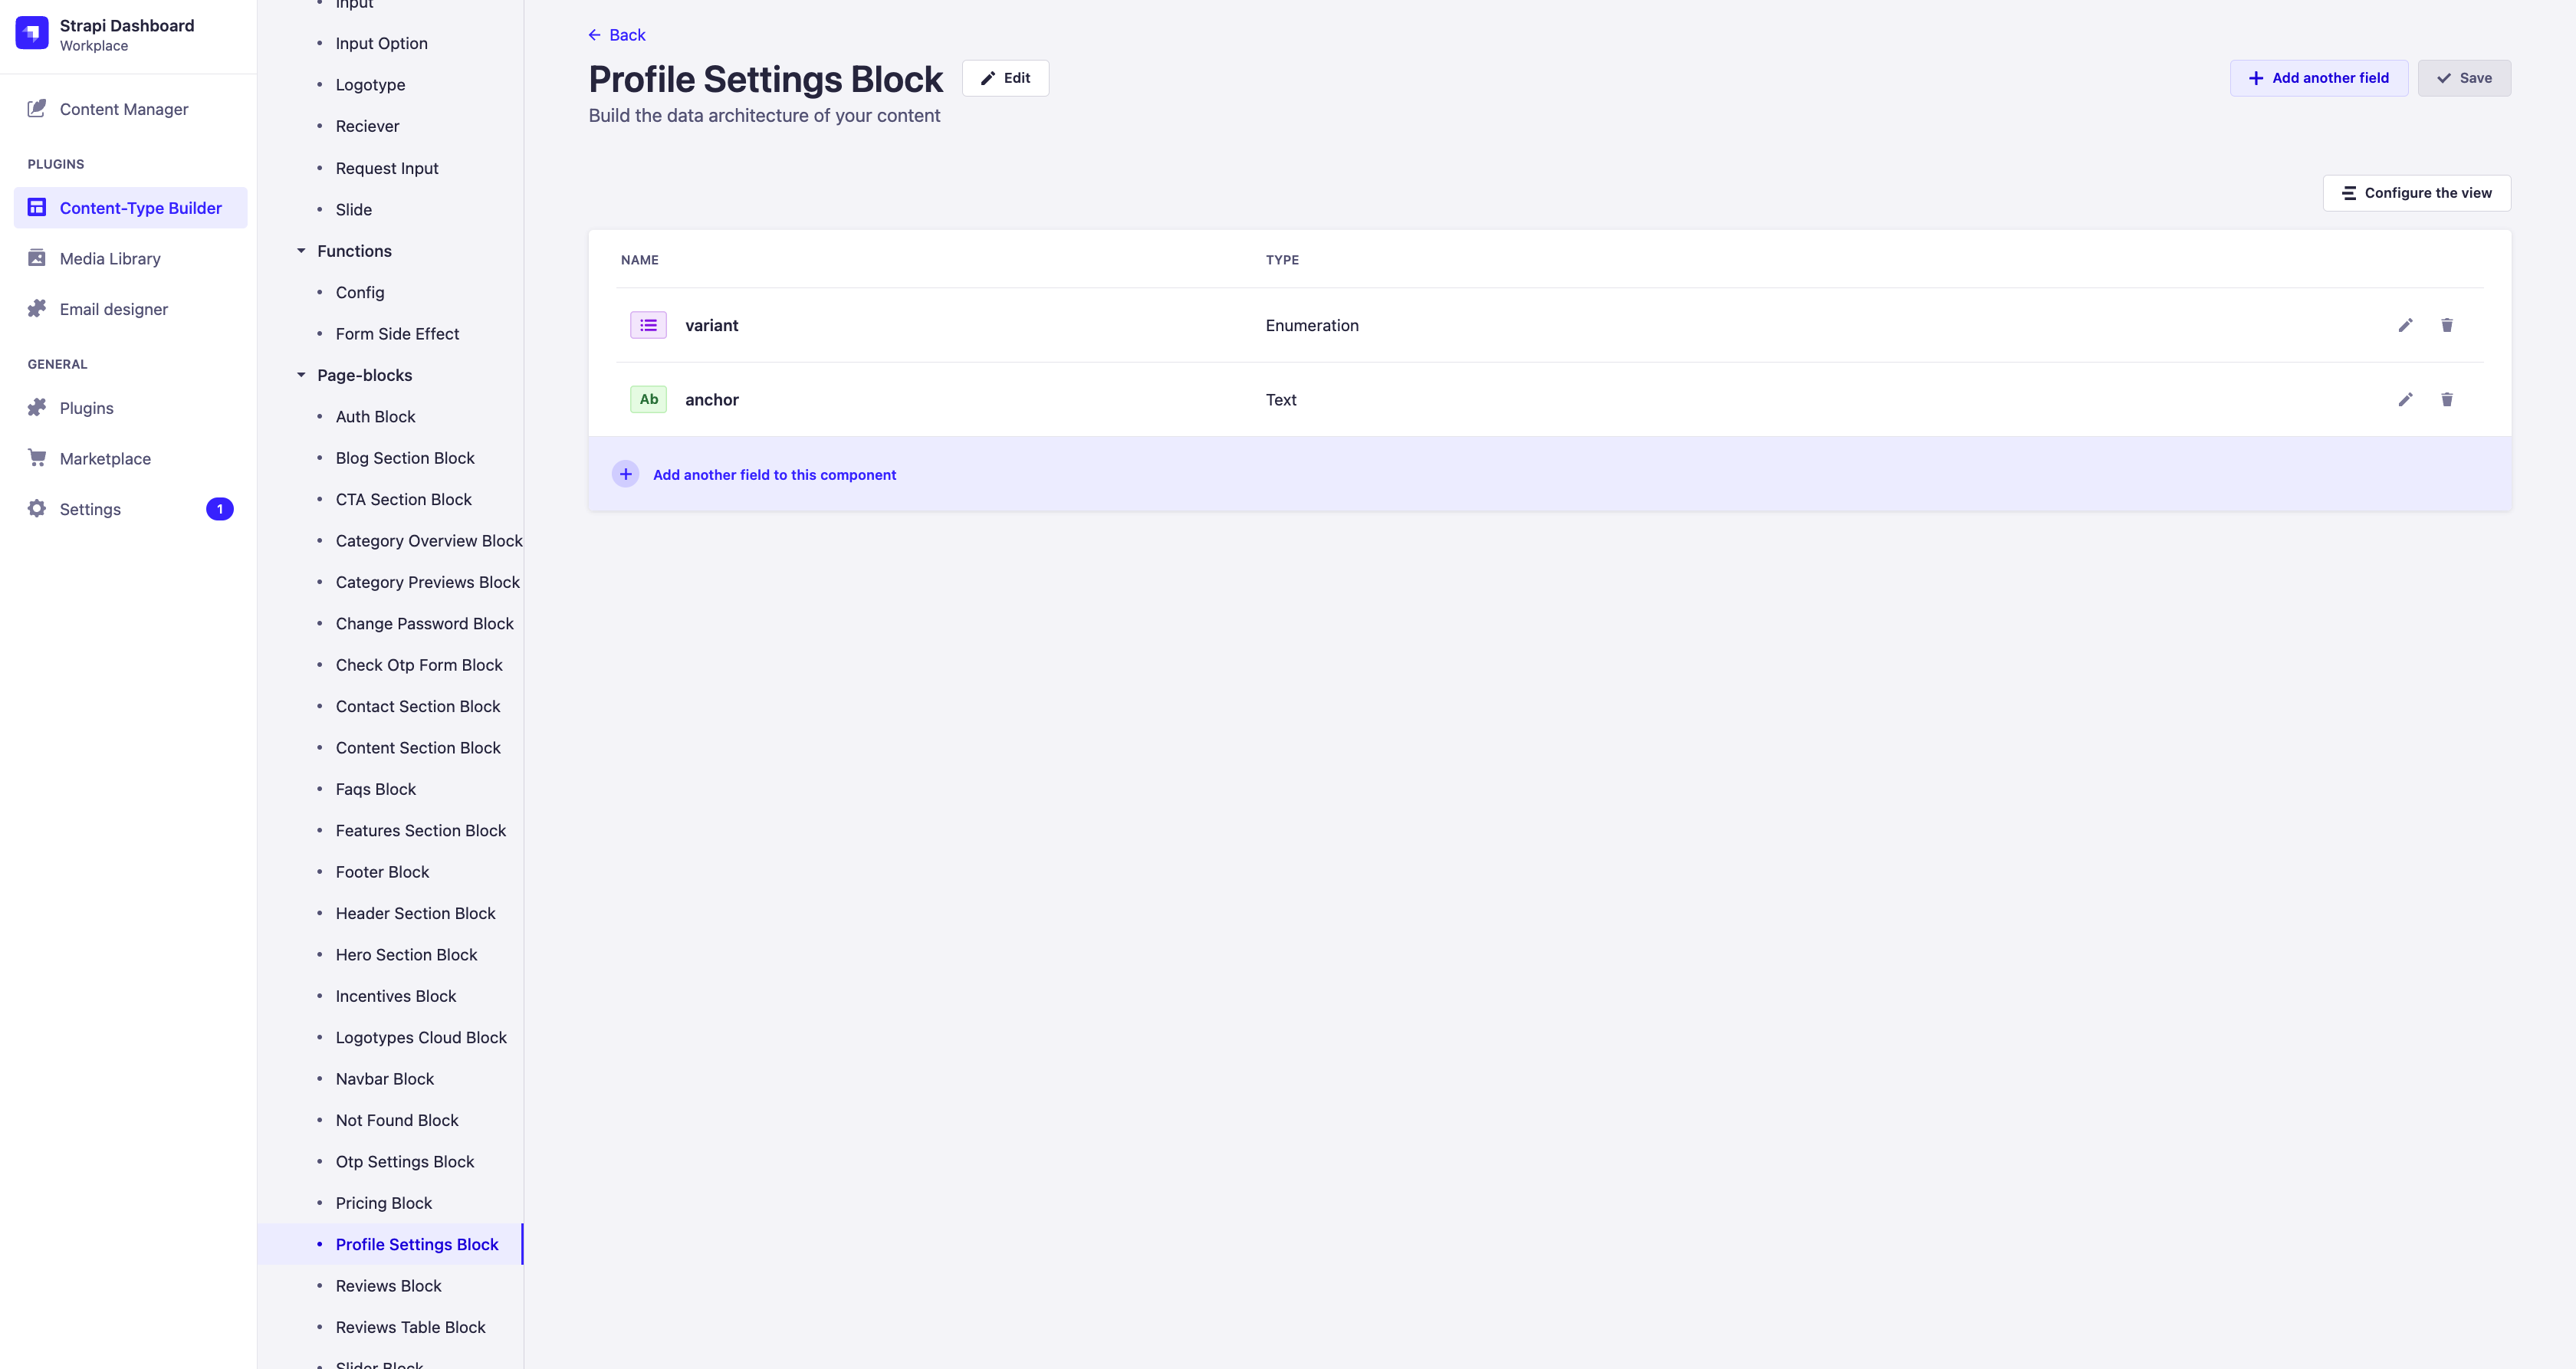 Strapi Dashboard
Workplace
Content Manager
PLUGINS
Content-Type Builder
Media Library
Email designer
GENERAL
Plugins
Marketplace
Settings
1
Input
Input Option
Logotype
Reciever
Request Input
Slide
Functions
Config
Form Side Effect
Page-blocks
Auth Block
Blog Section Block
CTA Section Block
Category Overview Block
Category Previews Block
Change Password Block
Check Otp Form Block
Contact Section Block
Content Section Block
Faqs Block
Features Section Block
Footer Block
Header Section Block
Hero Section Block
Incentives Block
Logotypes Cloud Block
Navbar Block
Not Found Block
Otp Settings Block
Pricing Block
Profile Settings Block
Reviews Block
Reviews Table Block
Slider Block
Back
Profile Settings Block
Edit
Add another field
Save
Build the data architecture of your content
Configure the view
NAME TYPE
variant Enumeration
Ab anchor Text
Add another field to this component